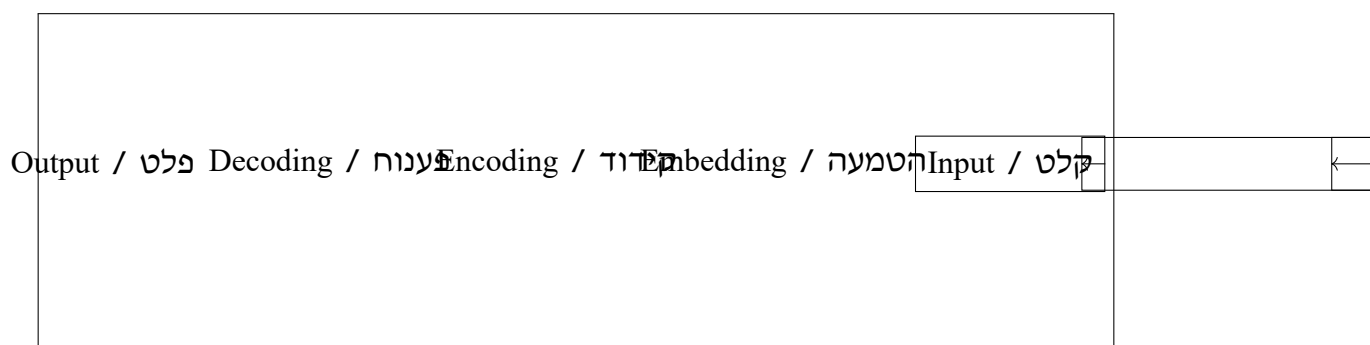 Input / קלט
Embedding / הטמעה
Encoding / קידוד
Decoding / פענוח
Output / פלט